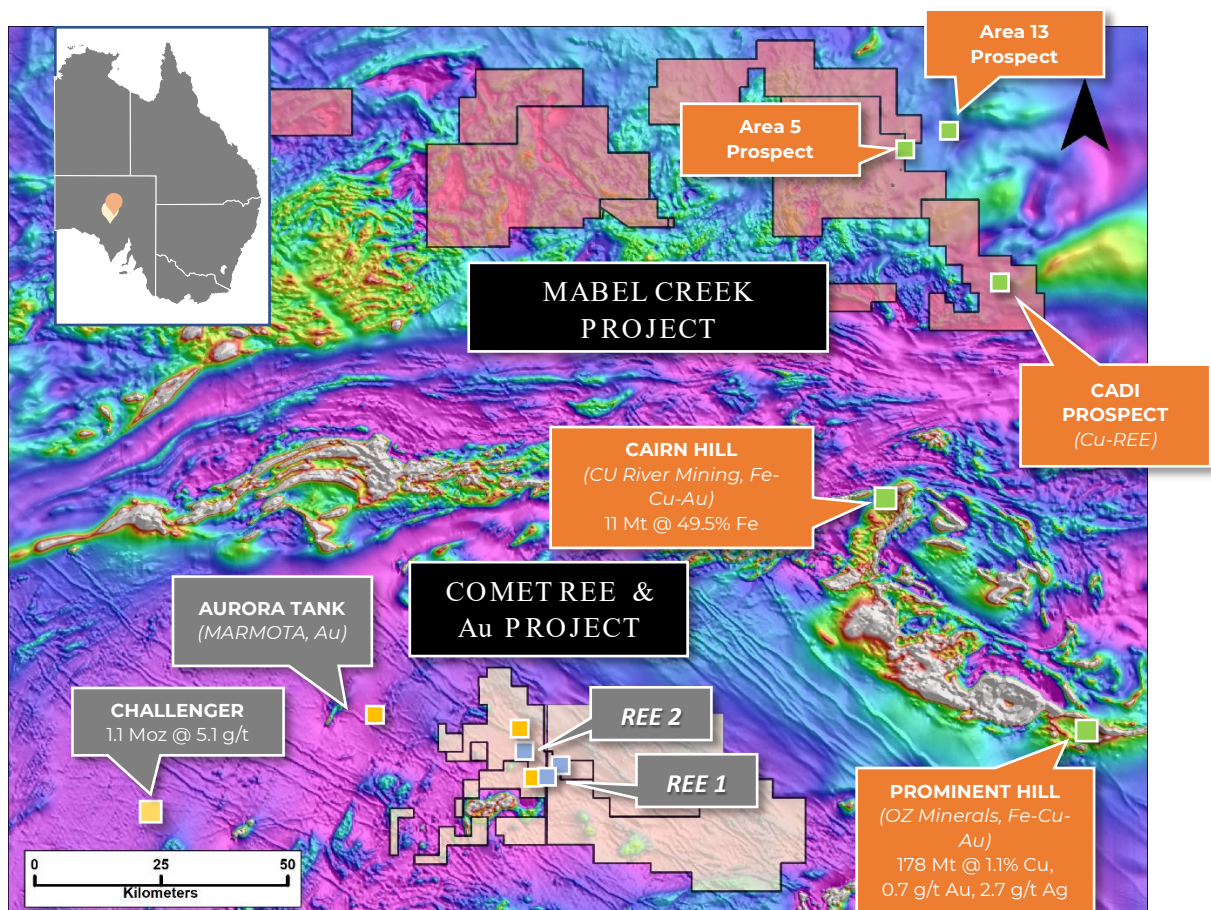 Area 13
Prospect
Area 5
Prospect
MABEL CREEK
PROJECT
CADI
PROSPECT
(Cu-REE)
CAIRN HILL
(CU River Mining, Fe-
Cu-Au)
11 Mt @ 49.5% Fe
COMET REE &
Au PROJECT
AURORA TANK
(MARMOTA, Au)
CHALLENGER
1.1 Moz @ 5.1 g/t
REE 2
REE 1
PROMINENT HILL
(OZ Minerals, Fe-Cu-
Au)
178 Mt @ 1.1% Cu,
0.7 g/t Au, 2.7 g/t Ag
0 25 50
Kilometers